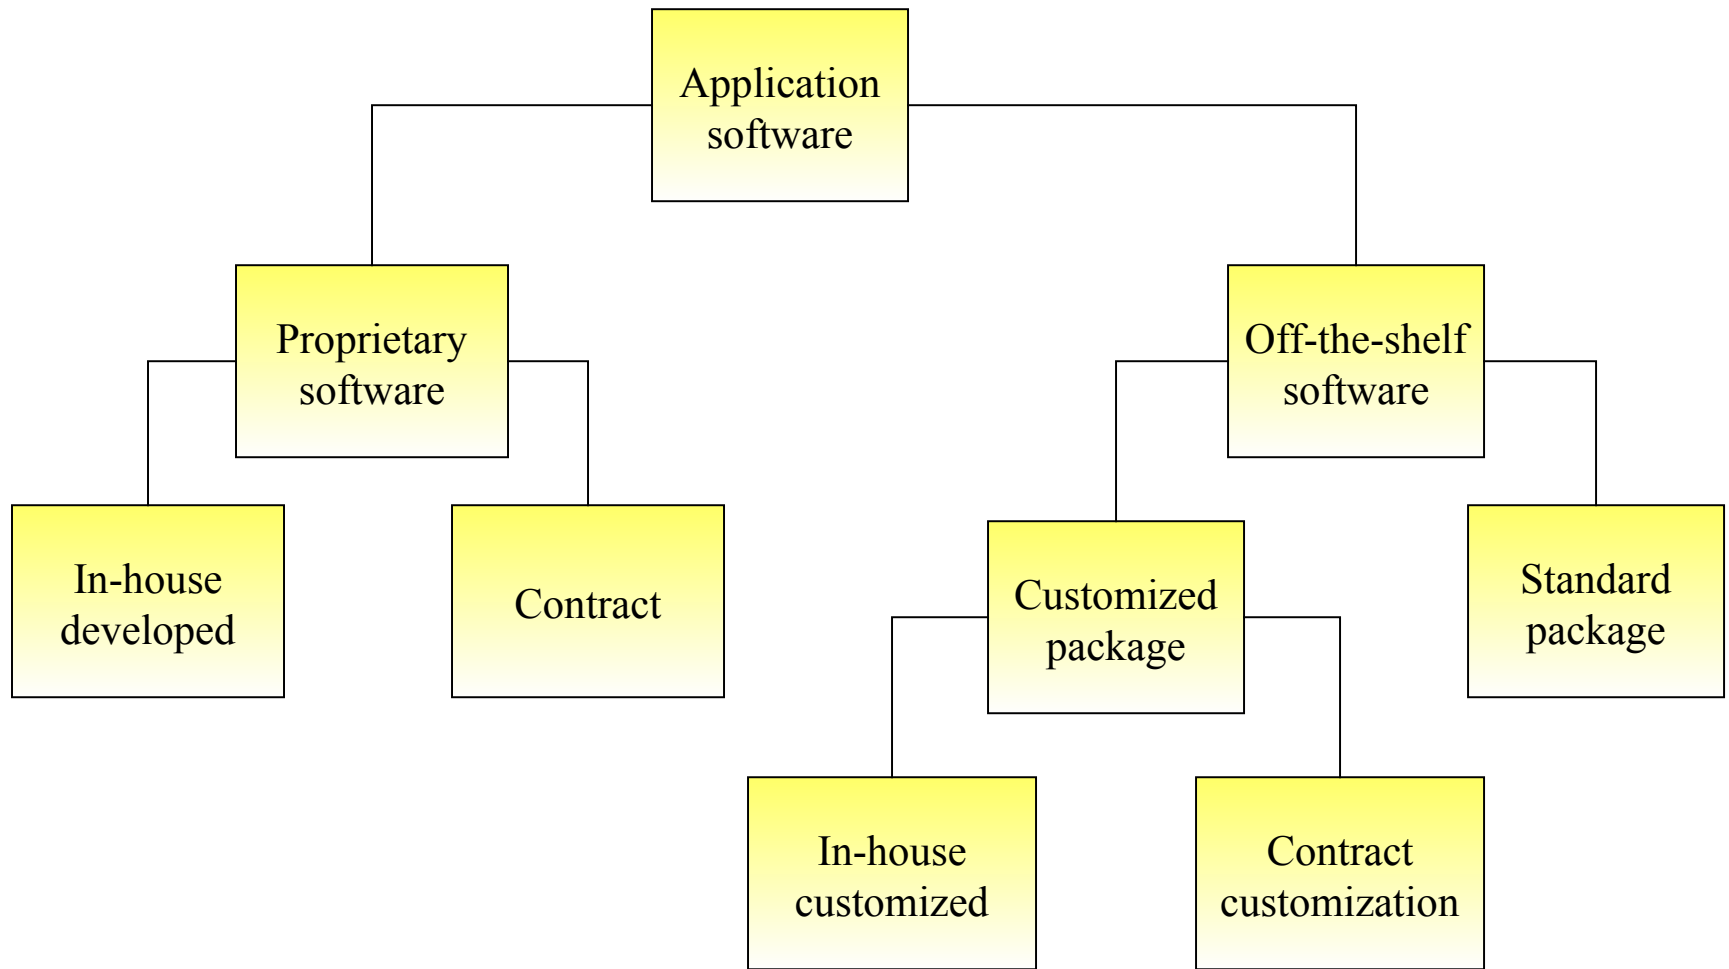 Application
software
Proprietary
software
Off-the-shelf
software
In-house
developed
Contract
Customized
package
Standard
package
In-house
customized
Contract
customization